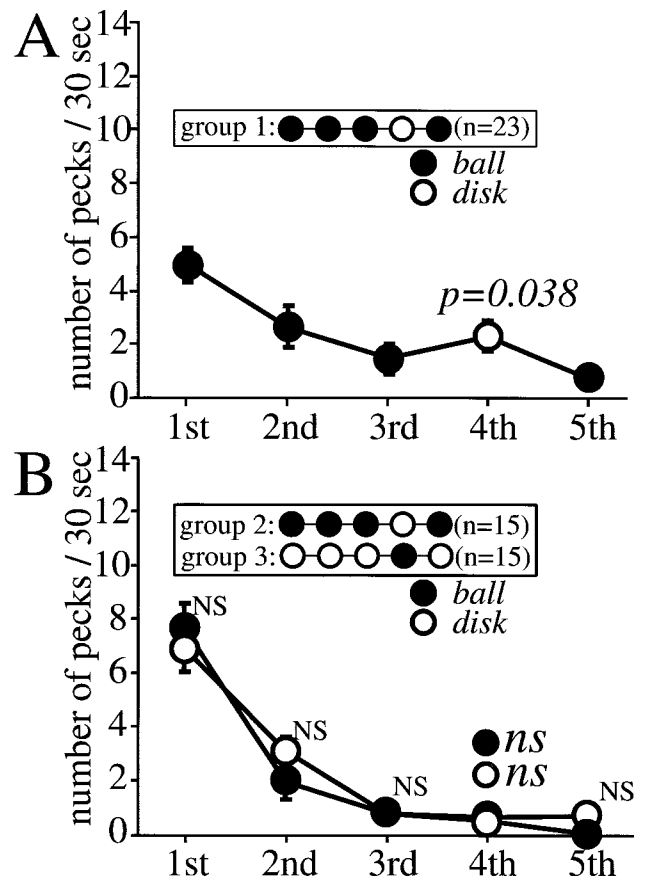 A
number of pecks / 30 sec
14
12
10
8
6
4
2
0
group 1: (n=23)
ball
disk
p=0.038
1st 2nd 3rd 4th 5th
B
number of pecks / 30 sec
14
12
10
8
6
4
2
0
group 2: (n=15)
group 3: (n=15)
ball
disk
NS
NS
NS
ns
ns
NS
1st 2nd 3rd 4th 5th